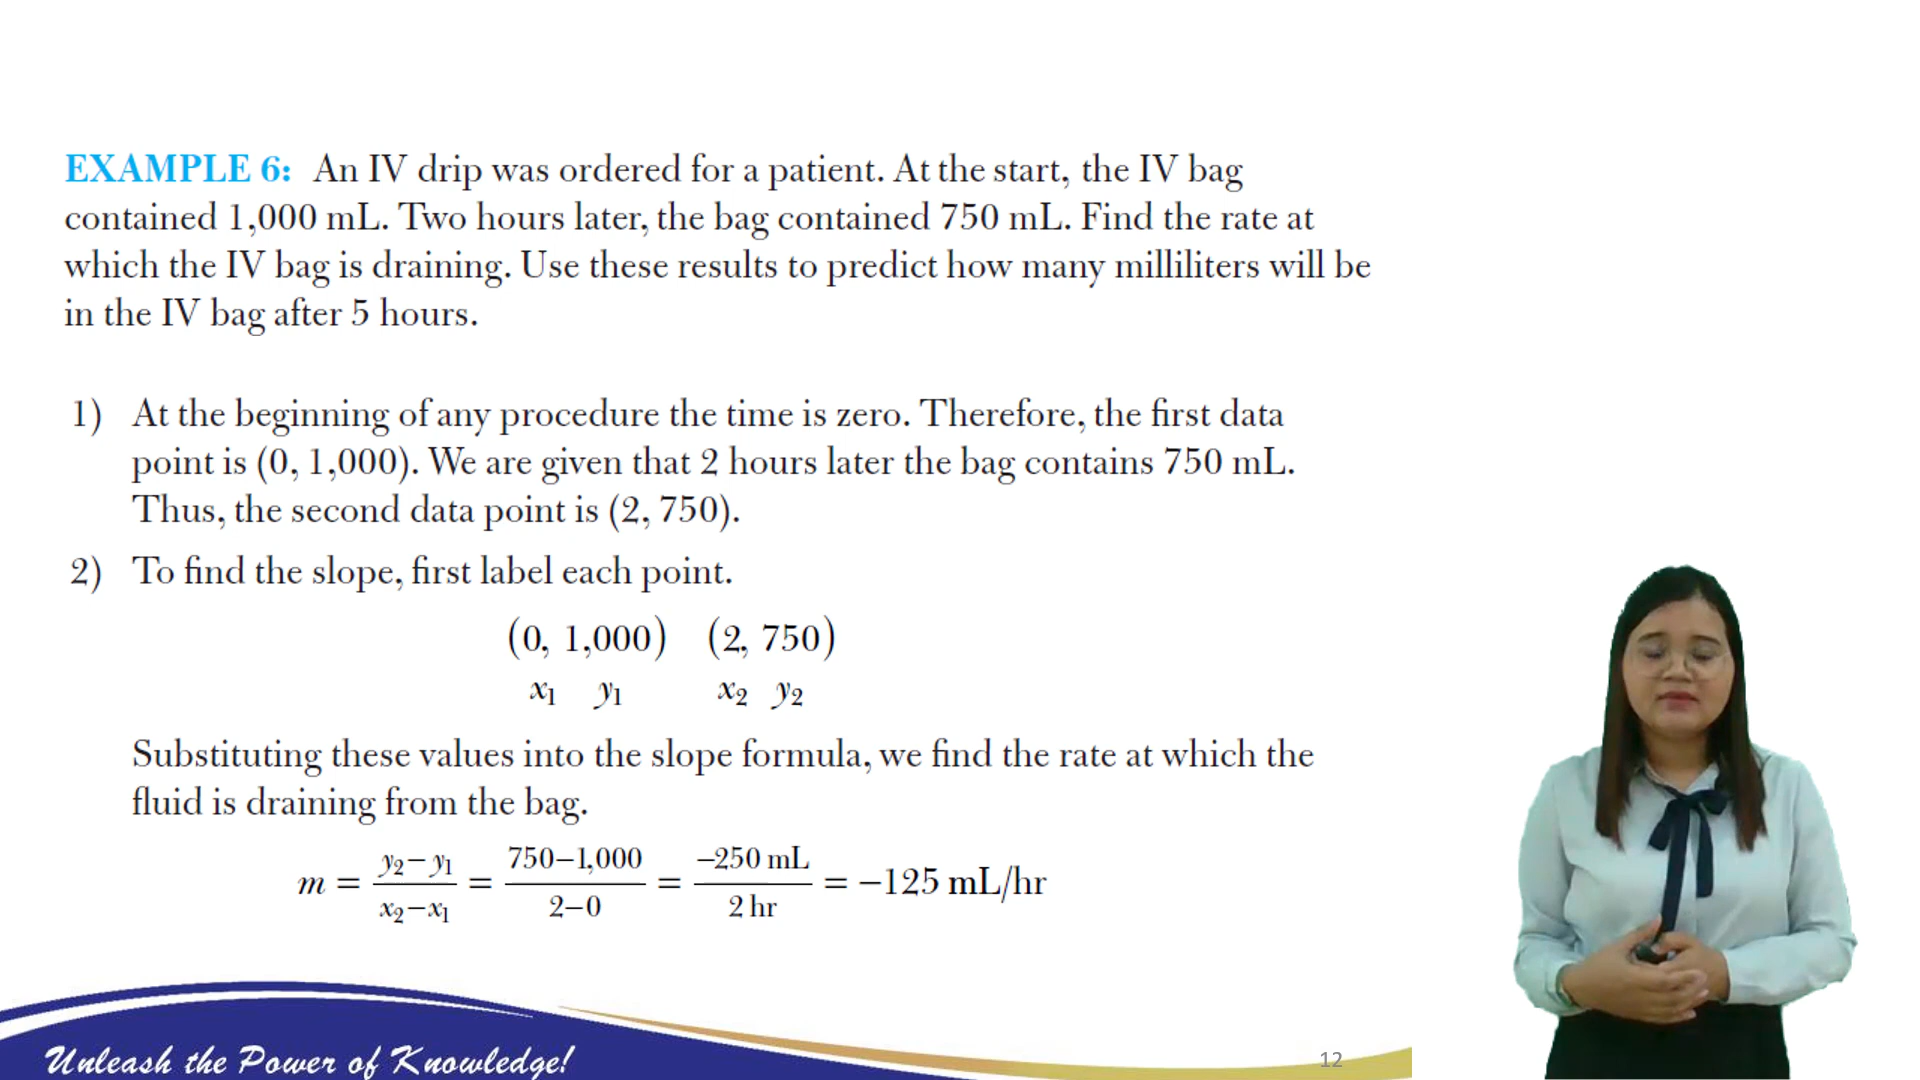 EXAMPLE 6: An IV drip was ordered for a patient. At the start, the IV bag
contained 1,000 mL. Two hours later, the bag contained 750 mL. Find the rate at
which the IV bag is draining. Use these results to predict how many milliliters will be
in the IV bag after 5 hours.
1) At the beginning of any procedure the time is zero. Therefore, the first data
point is (0, 1,000). We are given that 2 hours later the bag contains 750 mL.
Thus, the second data point is (2, 750).
2) To find the slope, first label each point.
(0, 1,000) (2, 750)
x₁ y₁ x₂ y₂
Substituting these values into the slope formula, we find the rate at which the
fluid is draining from the bag.
m = (y₂−y₁)/(x₂−x₁) = (750−1,000)/(2−0) = (−250 mL)/(2 hr) = −125 mL/hr
Unleash the Power of Knowledge!
12